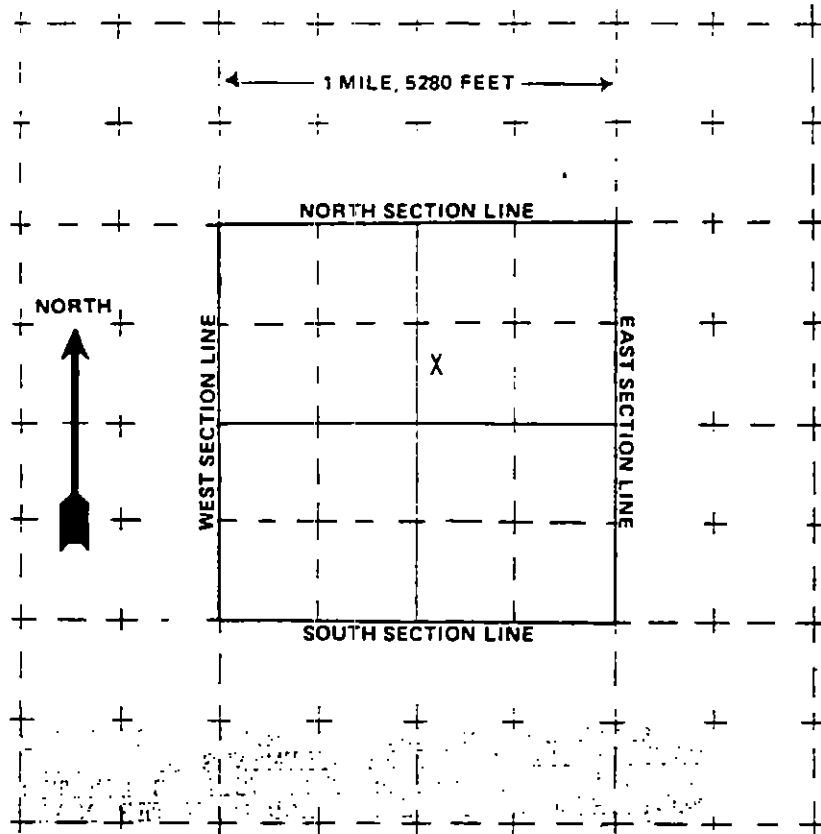 1 MILE, 5280 FEET
NORTH SECTION LINE
NORTH
WEST SECTION LINE
EAST SECTION LINE
X
SOUTH SECTION LINE